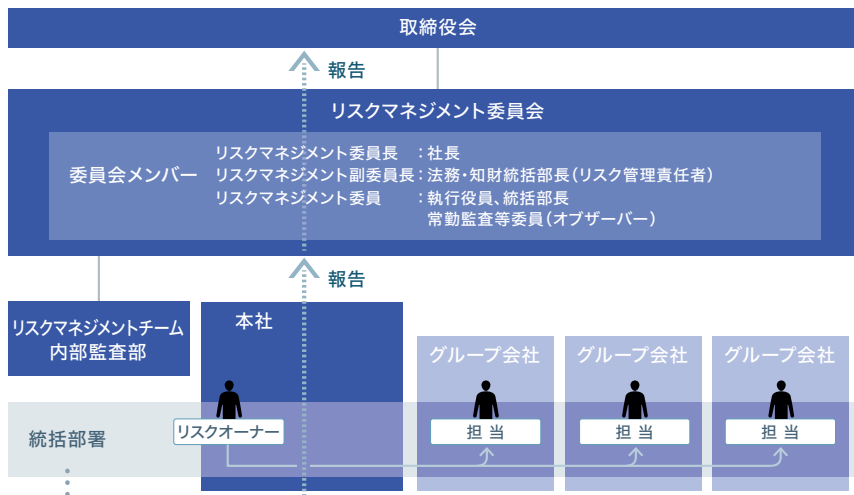 取締役会
報告
リスクマネジメント委員会
委員会メンバー
リスクマネジメント委員長　：社長
リスクマネジメント副委員長：法務・知財統括部長（リスク管理責任者）
リスクマネジメント委員　：執行役員、統括部長
常勤監査等委員（オブザーバー）
報告
リスクマネジメントチーム
内部監査部
本社
グループ会社
グループ会社
グループ会社
統括部署
リスクオーナー
担当
担当
担当